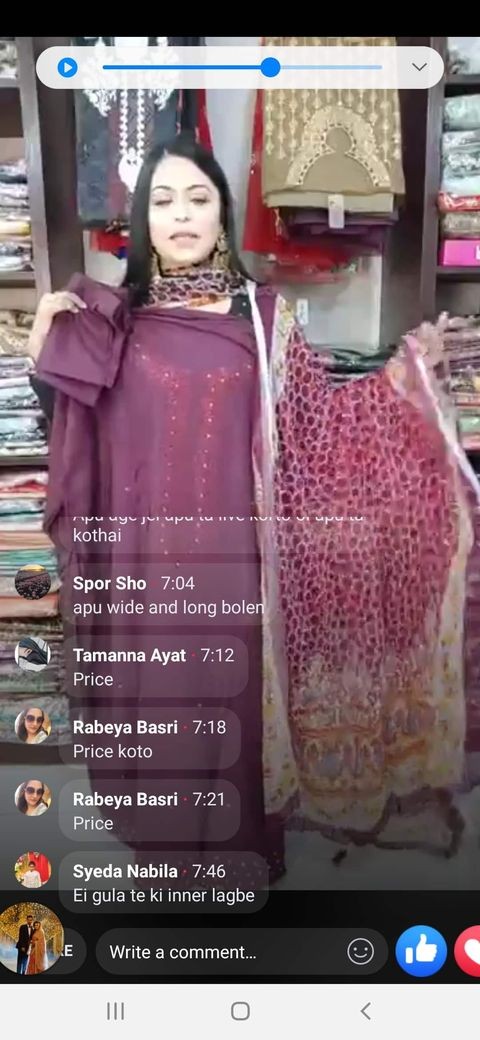 Apu age jei apu ta live korto oi apu ta
kothai
Spor Sho 7:04
apu wide and long bolen
Tamanna Ayat · 7:12
Price
Rabeya Basri · 7:18
Price koto
Rabeya Basri · 7:21
Price
Syeda Nabila · 7:46
Ei gula te ki inner lagbe
Write a comment…